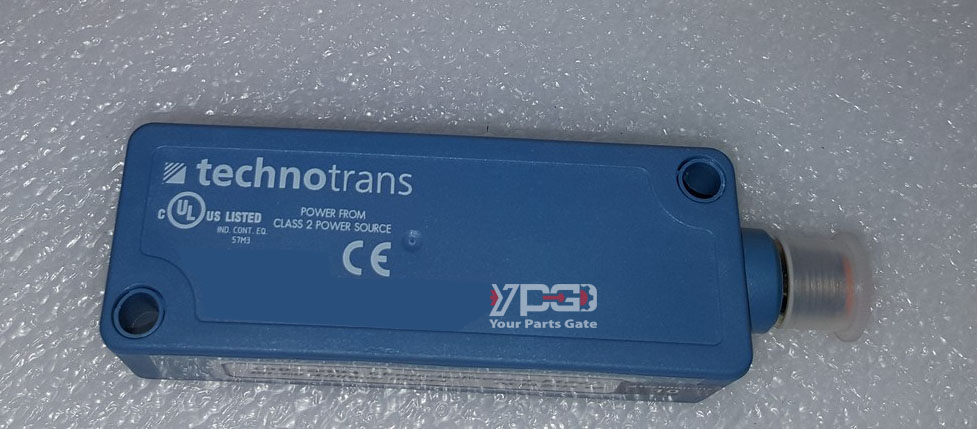 technotrans
C UL US LISTED
IND. CONT. EQ.
57M3
POWER FROM
CLASS 2 POWER SOURCE
CE
YPG
Your Parts Gate